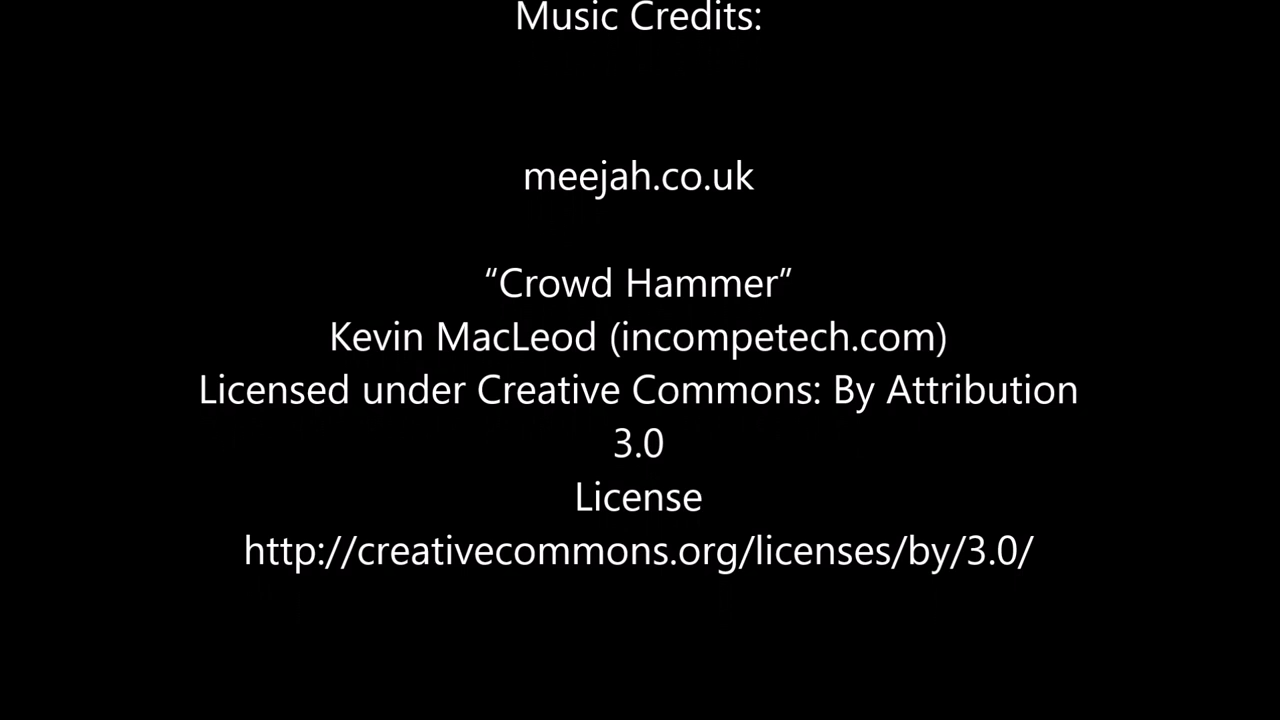 Music Credits:
meejah.co.uk
“Crowd Hammer”
Kevin MacLeod (incompetech.com)
Licensed under Creative Commons: By Attribution
3.0
License
http://creativecommons.org/licenses/by/3.0/